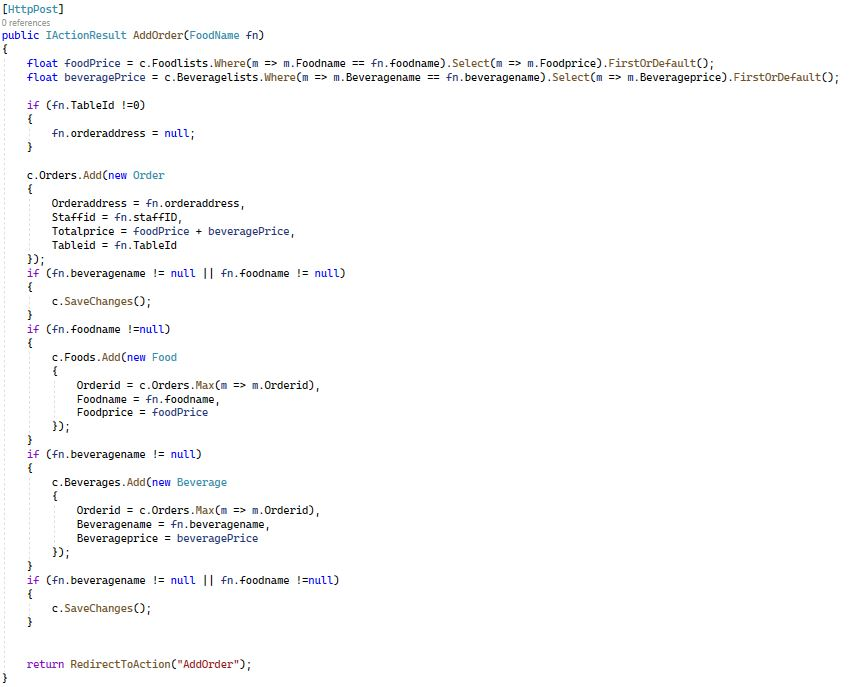 [HttpPost]
0 references
public IActionResult AddOrder(FoodName fn)
{
float foodPrice = c.Foodlists.Where(m => m.Foodname == fn.foodname).Select(m => m.Foodprice).FirstOrDefault();
float beveragePrice = c.Beveragelists.Where(m => m.Beveragename == fn.beveragename).Select(m => m.Beverageprice).FirstOrDefault();
if (fn.TableId !=0)
{
fn.orderaddress = null;
}
c.Orders.Add(new Order
{
Orderaddress = fn.orderaddress,
Staffid = fn.staffID,
Totalprice = foodPrice + beveragePrice,
Tableid = fn.TableId
});
if (fn.beveragename != null || fn.foodname != null)
{
c.SaveChanges();
}
if (fn.foodname !=null)
{
c.Foods.Add(new Food
{
Orderid = c.Orders.Max(m => m.Orderid),
Foodname = fn.foodname,
Foodprice = foodPrice
});
}
if (fn.beveragename != null)
{
c.Beverages.Add(new Beverage
{
Orderid = c.Orders.Max(m => m.Orderid),
Beveragename = fn.beveragename,
Beverageprice = beveragePrice
});
}
if (fn.beveragename != null || fn.foodname !=null)
{
c.SaveChanges();
}
return RedirectToAction("AddOrder");
}